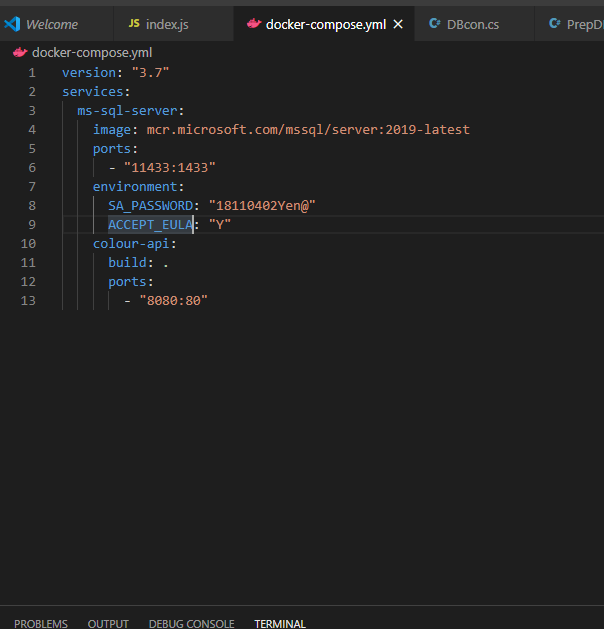 Welcome JS index.js docker-compose.yml DBcon.cs PrepD
docker-compose.yml
1 version: "3.7"
2 services:
3 ms-sql-server:
4 image: mcr.microsoft.com/mssql/server:2019-latest
5 ports:
6 - "11433:1433"
7 environment:
8 SA_PASSWORD: "18110402Yen@"
9 ACCEPT_EULA: "Y"
10 colour-api:
11 build: .
12 ports:
13 - "8080:80"
PROBLEMS OUTPUT DEBUG CONSOLE TERMINAL